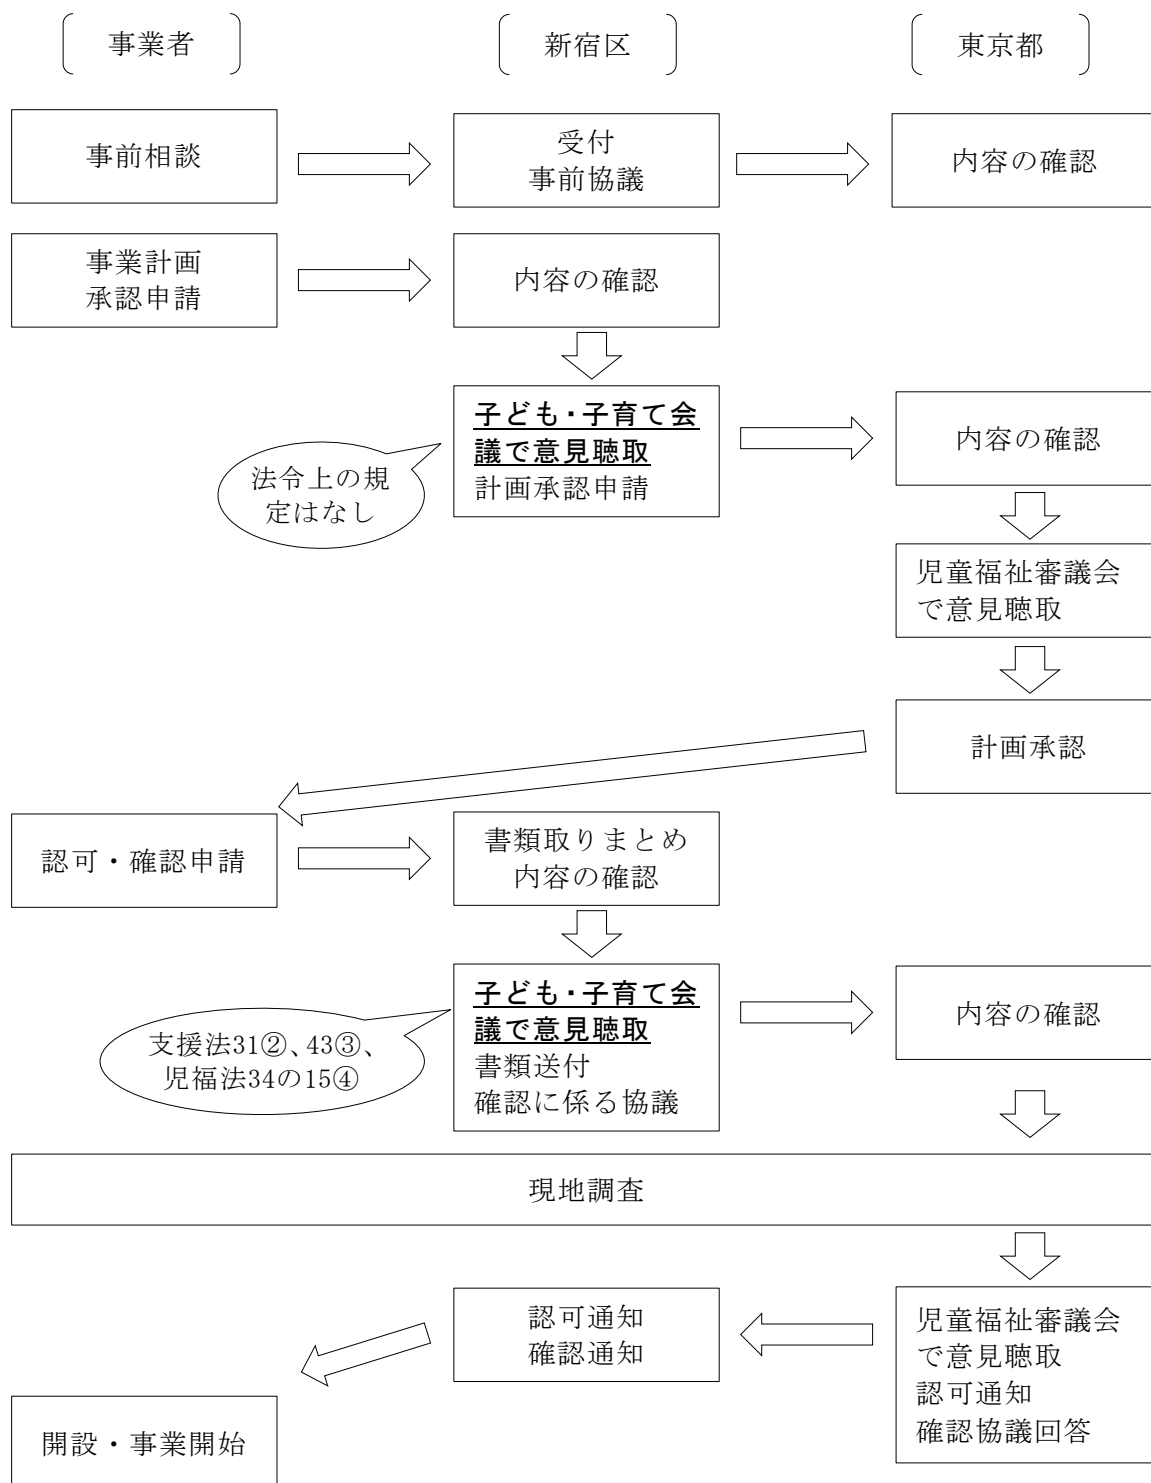 事業者
新宿区
東京都
事前相談
受付
事前協議
内容の確認
事業計画
承認申請
内容の確認
子ども・子育て会
議で意見聴取
計画承認申請
法令上の規
定はなし
内容の確認
児童福祉審議会
で意見聴取
計画承認
認可・確認申請
書類取りまとめ
内容の確認
子ども・子育て会
議で意見聴取
書類送付
確認に係る協議
支援法31②、43③、
児福法34の15④
内容の確認
現地調査
児童福祉審議会
で意見聴取
認可通知
確認協議回答
認可通知
確認通知
開設・事業開始